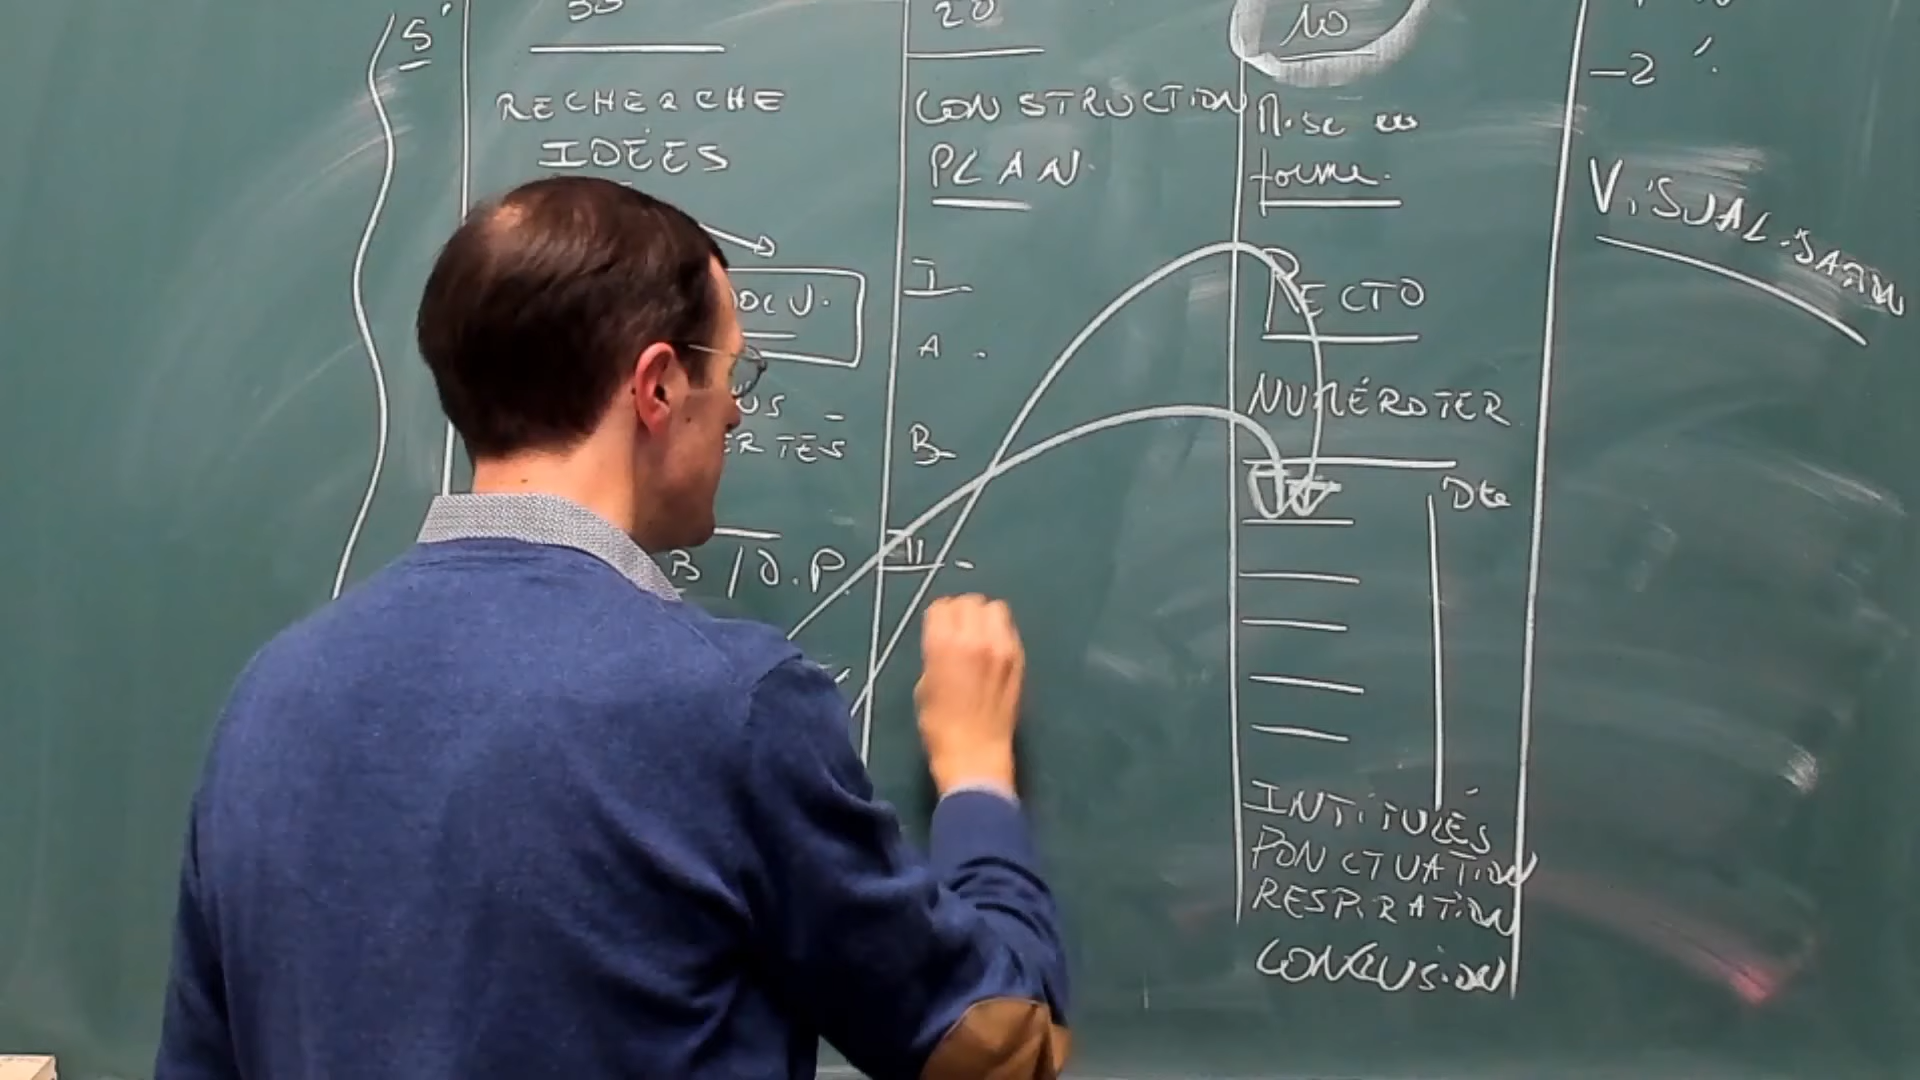 5'
RECHERCHE
IDÉES
ERTÉS
B / O.P.
20
CONSTRUCTION
PLAN.
I.
A.
B
II.
10
Mise en
forme.
RECTO
NUMÉROTER
Dte
INTITULÉS
PONCTUATION
RESPIRATION
CONCLUSION
-2'
VISUALISATION